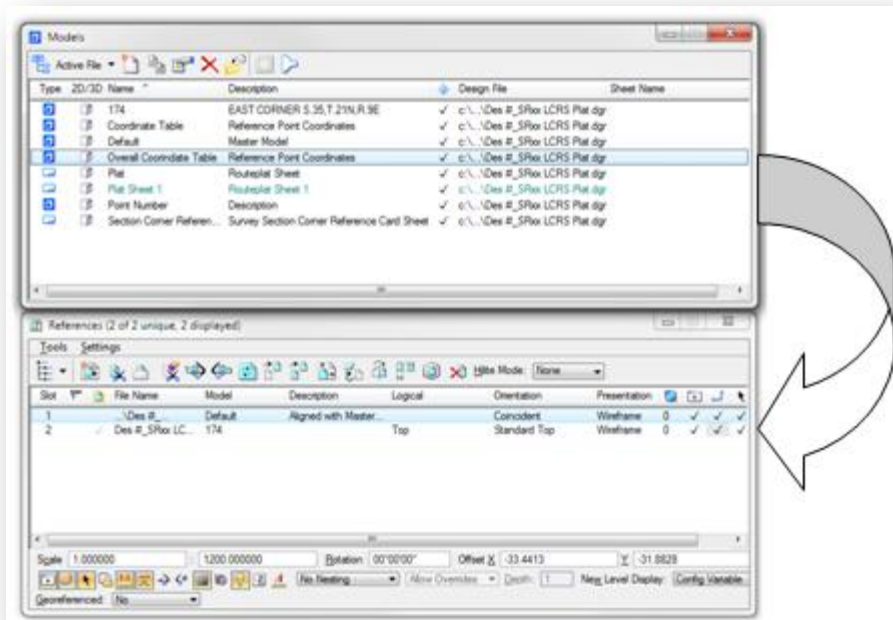 Models
Active File
Type 2D/3D Name Description Design File Sheet Name
174 EAST CORNER S.35,T.21N,R.9E c:\...\Des #_SRxx LCRS Plat.dgn
Coordinate Table Reference Point Coordinates c:\...\Des #_SRxx LCRS Plat.dgn
Default Master Model c:\...\Des #_SRxx LCRS Plat.dgn
Overall Coorindate Table Reference Point Coordinates c:\...\Des #_SRxx LCRS Plat.dgn
Plat Routeplat Sheet c:\...\Des #_SRxx LCRS Plat.dgn
Plat Sheet 1 Routeplat Sheet 1 c:\...\Des #_SRxx LCRS Plat.dgn
Point Number Description c:\...\Des #_SRxx LCRS Plat.dgn
Section Corner Referen... Survey Section Corner Reference Card Sheet c:\...\Des #_SRxx LCRS Plat.dgn
References (2 of 2 unique, 2 displayed)
Tools Settings
Hilite Mode: None
Slot File Name Model Description Logical Orientation Presentation
1 ...\Des #_... Default Aligned with Master... Coincident Wireframe 0
2 Des #_SRxx LC... 174 Top Standard Top Wireframe 0
Scale 1.000000 : 1200.000000 Rotation 00°00'00" Offset X -33.4413 Y -31.8829
No Nesting Allow Overrides Depth: 1 New Level Display: Config Variable
Georeferenced: No